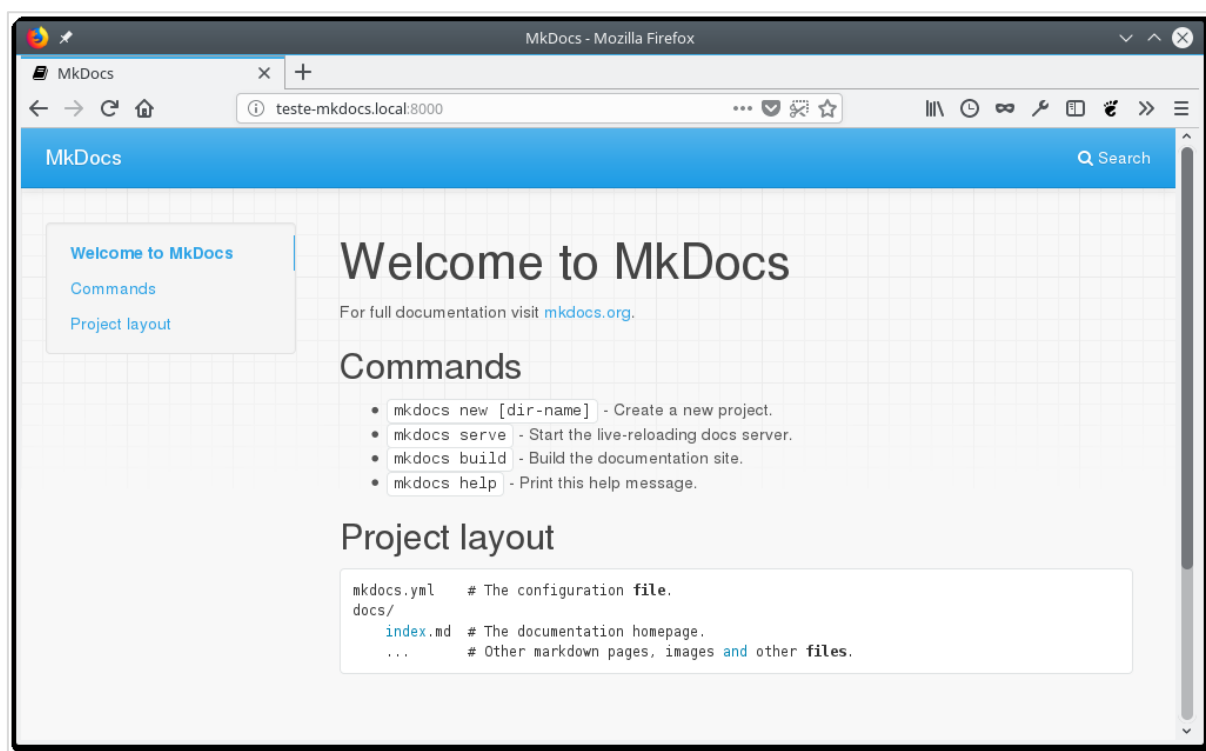 MkDocs - Mozilla Firefox
MkDocs
teste-mkdocs.local:8000
MkDocs
Search
Welcome to MkDocs
Commands
Project layout
Welcome to MkDocs
For full documentation visit mkdocs.org.
Commands
mkdocs new [dir-name] - Create a new project.
mkdocs serve - Start the live-reloading docs server.
mkdocs build - Build the documentation site.
mkdocs help - Print this help message.
Project layout
mkdocs.yml    # The configuration file.
docs/
    index.md  # The documentation homepage.
    ...       # Other markdown pages, images and other files.